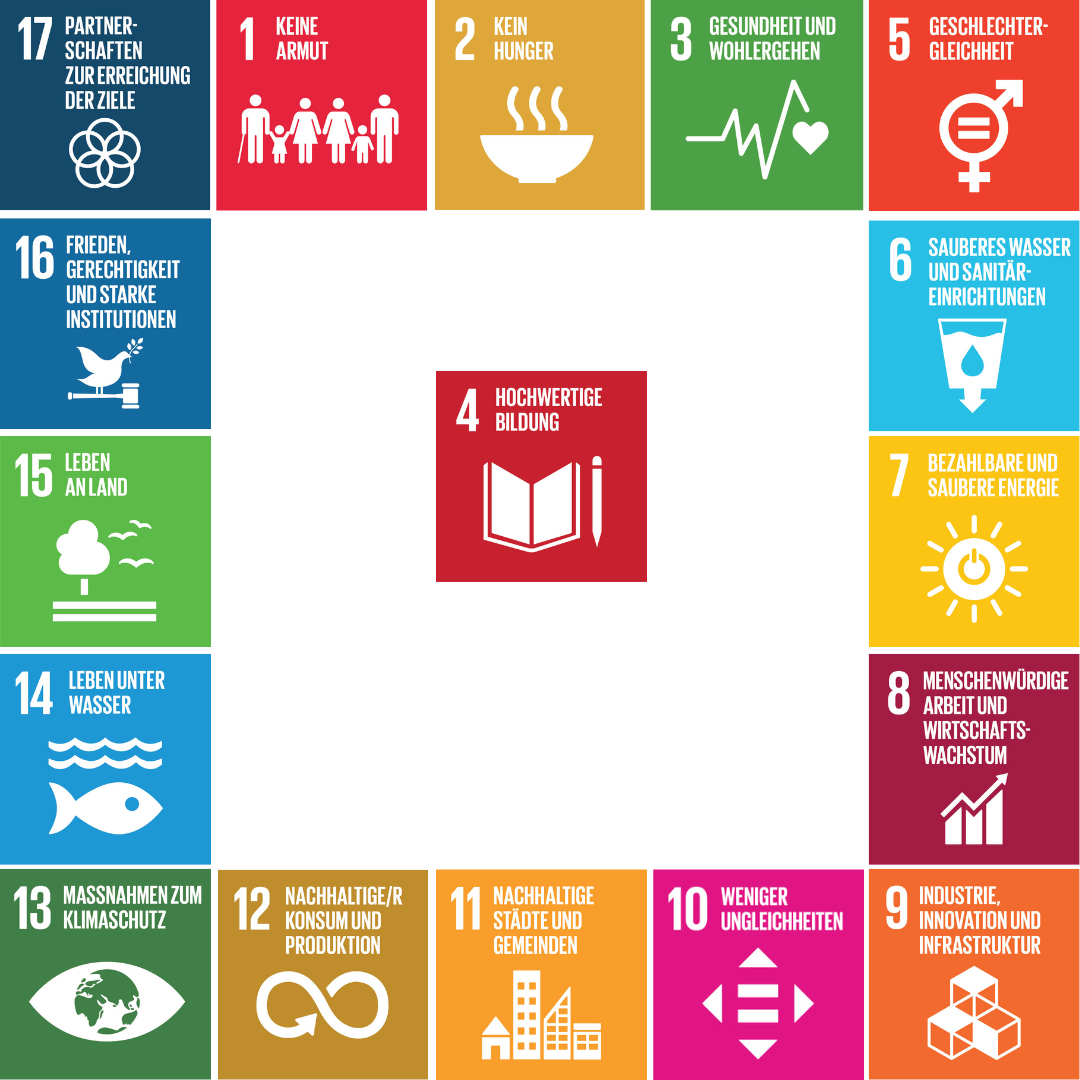 17 PARTNER-
SCHAFTEN
ZUR ERREICHUNG
DER ZIELE
1 KEINE
ARMUT
2 KEIN
HUNGER
3 GESUNDHEIT UND
WOHLERGEHEN
5 GESCHLECHTER-
GLEICHHEIT
16 FRIEDEN,
GERECHTIGKEIT
UND STARKE
INSTITUTIONEN
6 SAUBERES WASSER
UND SANITÄR-
EINRICHTUNGEN
4 HOCHWERTIGE
BILDUNG
15 LEBEN
AN LAND
7 BEZAHLBARE UND
SAUBERE ENERGIE
14 LEBEN UNTER
WASSER
8 MENSCHENWÜRDIGE
ARBEIT UND
WIRTSCHAFTS-
WACHSTUM
13 MASSNAHMEN ZUM
KLIMASCHUTZ
12 NACHHALTIGE/R
KONSUM UND
PRODUKTION
11 NACHHALTIGE
STÄDTE UND
GEMEINDEN
10 WENIGER
UNGLEICHHEITEN
9 INDUSTRIE,
INNOVATION UND
INFRASTRUKTUR